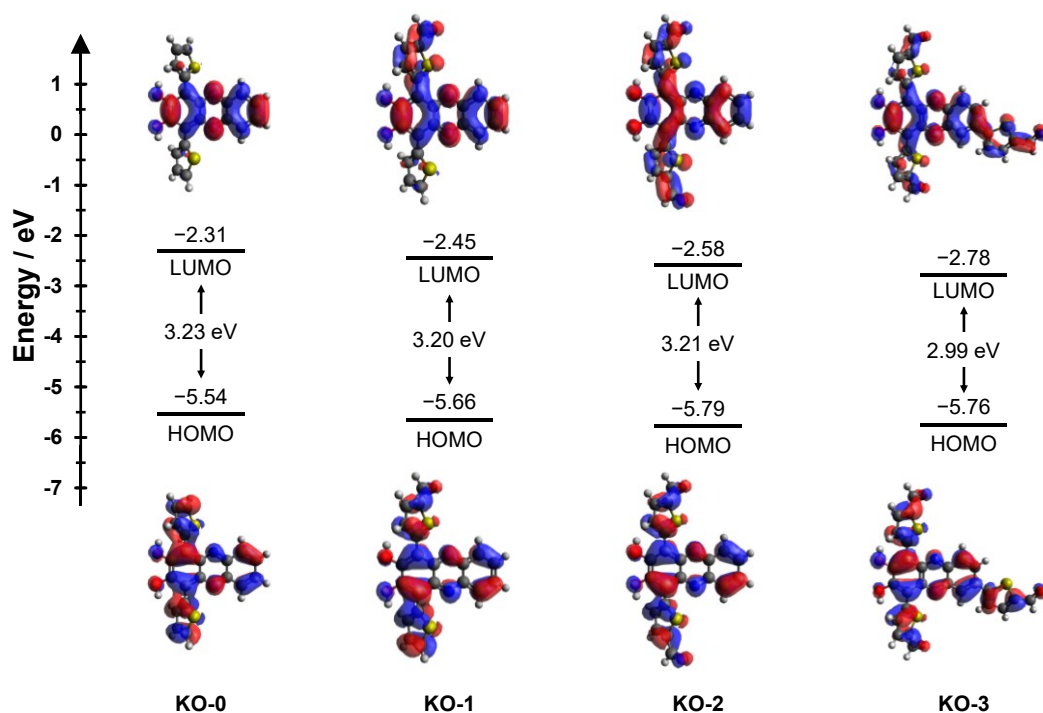 Energy / eV
1
0
-1
-2
-3
-4
-5
-6
-7
−2.31
LUMO
3.23 eV
−5.54
HOMO
−2.45
LUMO
3.20 eV
−5.66
HOMO
−2.58
LUMO
3.21 eV
−5.79
HOMO
−2.78
LUMO
2.99 eV
−5.76
HOMO
KO-0
KO-1
KO-2
KO-3